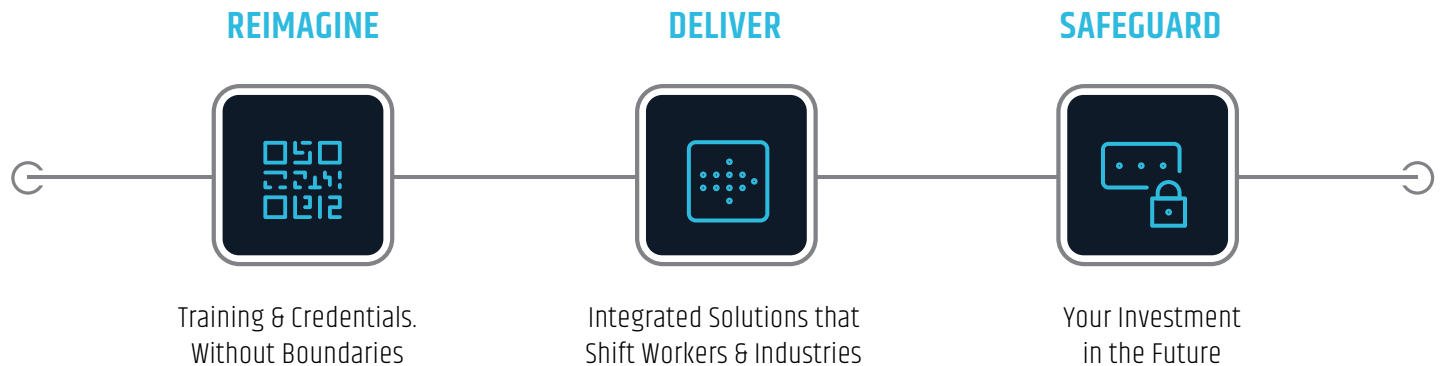 REIMAGINE
DELIVER
SAFEGUARD
Training & Credentials.
Without Boundaries
Integrated Solutions that
Shift Workers & Industries
Your Investment
in the Future